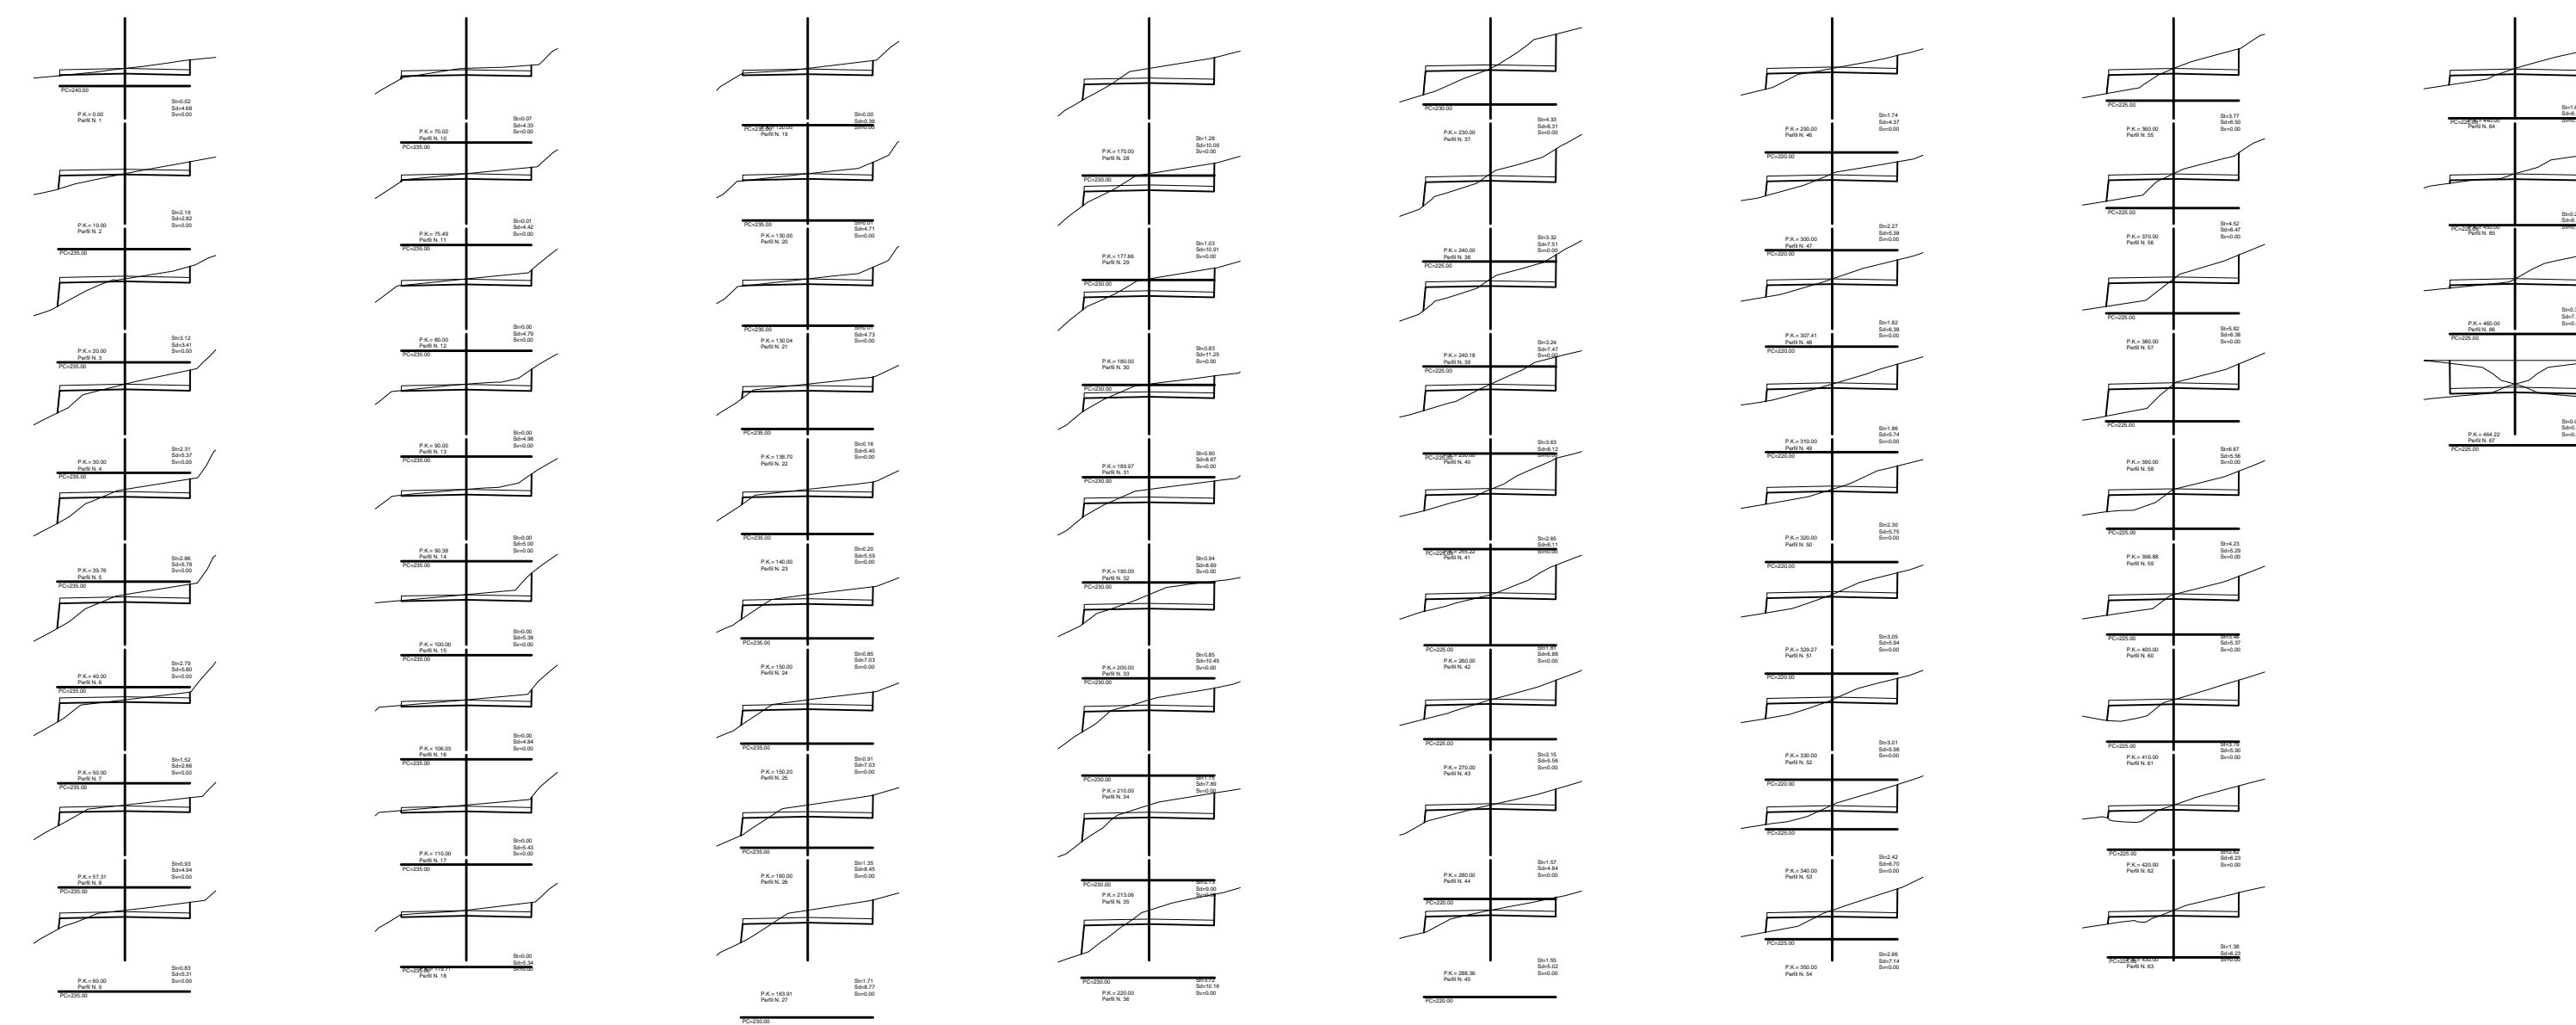 PC=240.00
St=0.02
Sd=4.68
Sv=0.00
P.K.= 0.00
Perfil N. 1
St=2.19
Sd=2.82
Sv=0.00
P.K.= 10.00
Perfil N. 2
PC=235.00
St=3.12
Sd=3.41
Sv=0.00
P.K.= 20.00
Perfil N. 3
PC=235.00
St=2.31
Sd=5.37
Sv=0.00
P.K.= 30.00
Perfil N. 4
PC=235.00
St=2.86
Sd=5.78
Sv=0.00
P.K.= 39.76
Perfil N. 5
PC=235.00
St=2.79
Sd=5.80
Sv=0.00
P.K.= 40.00
Perfil N. 6
PC=235.00
St=1.52
Sd=2.66
Sv=0.00
P.K.= 50.00
Perfil N. 7
PC=235.00
St=0.93
Sd=4.94
Sv=0.00
P.K.= 57.31
Perfil N. 8
PC=235.00
St=0.83
Sd=5.31
Sv=0.00
P.K.= 60.00
Perfil N. 9
PC=235.00
St=0.07
Sd=4.33
Sv=0.00
P.K.= 70.00
Perfil N. 10
PC=235.00
St=0.01
Sd=4.42
Sv=0.00
P.K.= 75.49
Perfil N. 11
PC=235.00
St=0.00
Sd=4.79
Sv=0.00
P.K.= 80.00
Perfil N. 12
PC=235.00
St=0.00
Sd=4.98
Sv=0.00
P.K.= 90.00
Perfil N. 13
PC=235.00
St=0.00
Sd=5.00
Sv=0.00
P.K.= 90.38
Perfil N. 14
PC=235.00
St=0.00
Sd=5.38
Sv=0.00
P.K.= 100.00
Perfil N. 15
PC=235.00
St=0.00
Sd=4.84
Sv=0.00
P.K.= 106.03
Perfil N. 16
PC=235.00
St=0.00
Sd=5.43
Sv=0.00
P.K.= 110.00
Perfil N. 17
PC=235.00
St=0.00
Sd=5.34
Perfil N. 18
St=0.00
Perfil N. 19
Sd=4.71
Sv=0.00
PC=235.00
P.K.= 130.00
Perfil N. 20
Sd=4.73
Sv=0.00
PC=235.00
P.K.= 130.04
Perfil N. 21
PC=235.00
St=0.16
Sd=5.40
Sv=0.00
P.K.= 138.70
Perfil N. 22
PC=235.00
St=0.20
Sd=5.59
Sv=0.00
P.K.= 140.00
Perfil N. 23
PC=235.00
St=0.85
Sd=7.03
Sv=0.00
P.K.= 150.00
Perfil N. 24
PC=235.00
St=0.91
Sd=7.03
Sv=0.00
P.K.= 150.20
Perfil N. 25
PC=235.00
St=1.35
Sd=8.45
Sv=0.00
P.K.= 160.00
Perfil N. 26
St=1.71
Sd=8.77
Sv=0.00
P.K.= 163.91
Perfil N. 27
PC=230.00
St=1.28
Sd=10.09
Sv=0.00
P.K.= 170.00
Perfil N. 28
PC=230.00
St=1.03
Sd=10.91
Sv=0.00
P.K.= 177.66
Perfil N. 29
PC=230.00
St=0.83
Sd=11.25
Sv=0.00
P.K.= 180.00
Perfil N. 30
PC=230.00
St=0.90
Sd=8.67
Sv=0.00
P.K.= 189.97
Perfil N. 31
PC=230.00
St=0.94
Sd=8.69
Sv=0.00
P.K.= 190.00
Perfil N. 32
PC=230.00
St=0.85
Sd=10.45
Sv=0.00
P.K.= 200.00
Perfil N. 33
PC=230.00
Sd=7.89
Sv=0.00
PC=230.00
P.K.= 210.00
Perfil N. 34
Sd=9.00
PC=230.00
P.K.= 213.06
Perfil N. 35
Sd=10.16
Sv=0.00
PC=230.00
P.K.= 220.00
Perfil N. 36
PC=230.00
St=4.33
Sd=8.31
Sv=0.00
P.K.= 230.00
Perfil N. 37
St=3.32
Sd=7.51
Sv=0.00
P.K.= 240.00
Perfil N. 38
PC=225.00
St=3.24
Sd=7.47
Sv=0.00
P.K.= 240.18
Perfil N. 39
PC=225.00
St=3.63
Sd=8.12
Perfil N. 40
St=2.65
Sd=8.11
Perfil N. 41
Sd=6.88
Sv=0.00
PC=225.00
P.K.= 260.00
Perfil N. 42
PC=225.00
St=2.15
Sd=5.56
Sv=0.00
P.K.= 270.00
Perfil N. 43
St=1.57
Sd=4.84
Sv=0.00
P.K.= 280.00
Perfil N. 44
PC=220.00
St=1.55
Sd=5.02
Sv=0.00
P.K.= 288.36
Perfil N. 45
PC=220.00
St=1.74
Sd=4.37
Sv=0.00
P.K.= 290.00
Perfil N. 46
PC=220.00
St=2.27
Sd=5.38
Sv=0.00
P.K.= 300.00
Perfil N. 47
PC=220.00
St=1.82
Sd=6.38
Sv=0.00
P.K.= 307.41
Perfil N. 48
PC=220.00
St=1.86
Sd=5.74
Sv=0.00
P.K.= 310.00
Perfil N. 49
PC=220.00
St=2.30
Sd=5.75
Sv=0.00
P.K.= 320.00
Perfil N. 50
PC=220.00
St=3.05
Sd=5.94
Sv=0.00
P.K.= 329.27
Perfil N. 51
PC=220.00
St=3.01
Sd=5.98
Sv=0.00
P.K.= 330.00
Perfil N. 52
PC=220.00
PC=225.00
St=2.42
Sd=6.70
Sv=0.00
P.K.= 340.00
Perfil N. 53
PC=225.00
St=2.66
Sd=7.14
Sv=0.00
P.K.= 350.00
Perfil N. 54
PC=225.00
St=3.77
Sd=6.50
Sv=0.00
P.K.= 360.00
Perfil N. 55
PC=225.00
St=4.52
Sd=6.47
Sv=0.00
P.K.= 370.00
Perfil N. 56
PC=225.00
St=5.82
Sd=6.38
Sv=0.00
P.K.= 380.00
Perfil N. 57
PC=225.00
St=6.67
Sd=5.56
Sv=0.00
P.K.= 390.00
Perfil N. 58
PC=225.00
St=4.23
Sd=5.29
Sv=0.00
P.K.= 398.88
Perfil N. 59
Sd=5.37
Sv=0.00
PC=225.00
P.K.= 400.00
Perfil N. 60
Sd=5.90
Sv=0.00
PC=225.00
P.K.= 410.00
Perfil N. 61
Sd=6.23
Sv=0.00
PC=225.00
P.K.= 420.00
Perfil N. 62
St=1.38
Sd=6.23
Perfil N. 63
Perfil N. 64
Perfil N. 65
P.K.= 460.00
Perfil N. 66
PC=225.00
P.K.= 464.22
Perfil N. 67
PC=225.00